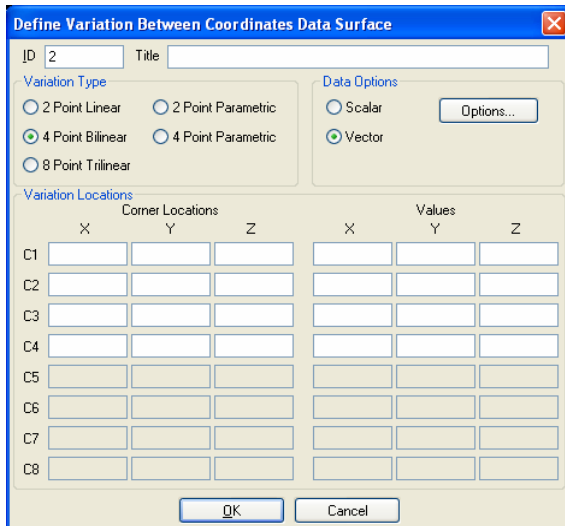 Define Variation Between Coordinates Data Surface
ID 2 Title
Variation Type
Data Options
2 Point Linear 2 Point Parametric
Scalar Options...
4 Point Bilinear 4 Point Parametric
Vector
8 Point Trilinear
Variation Locations
Corner Locations Values
X Y Z X Y Z
C1
C2
C3
C4
C5
C6
C7
C8
OK Cancel